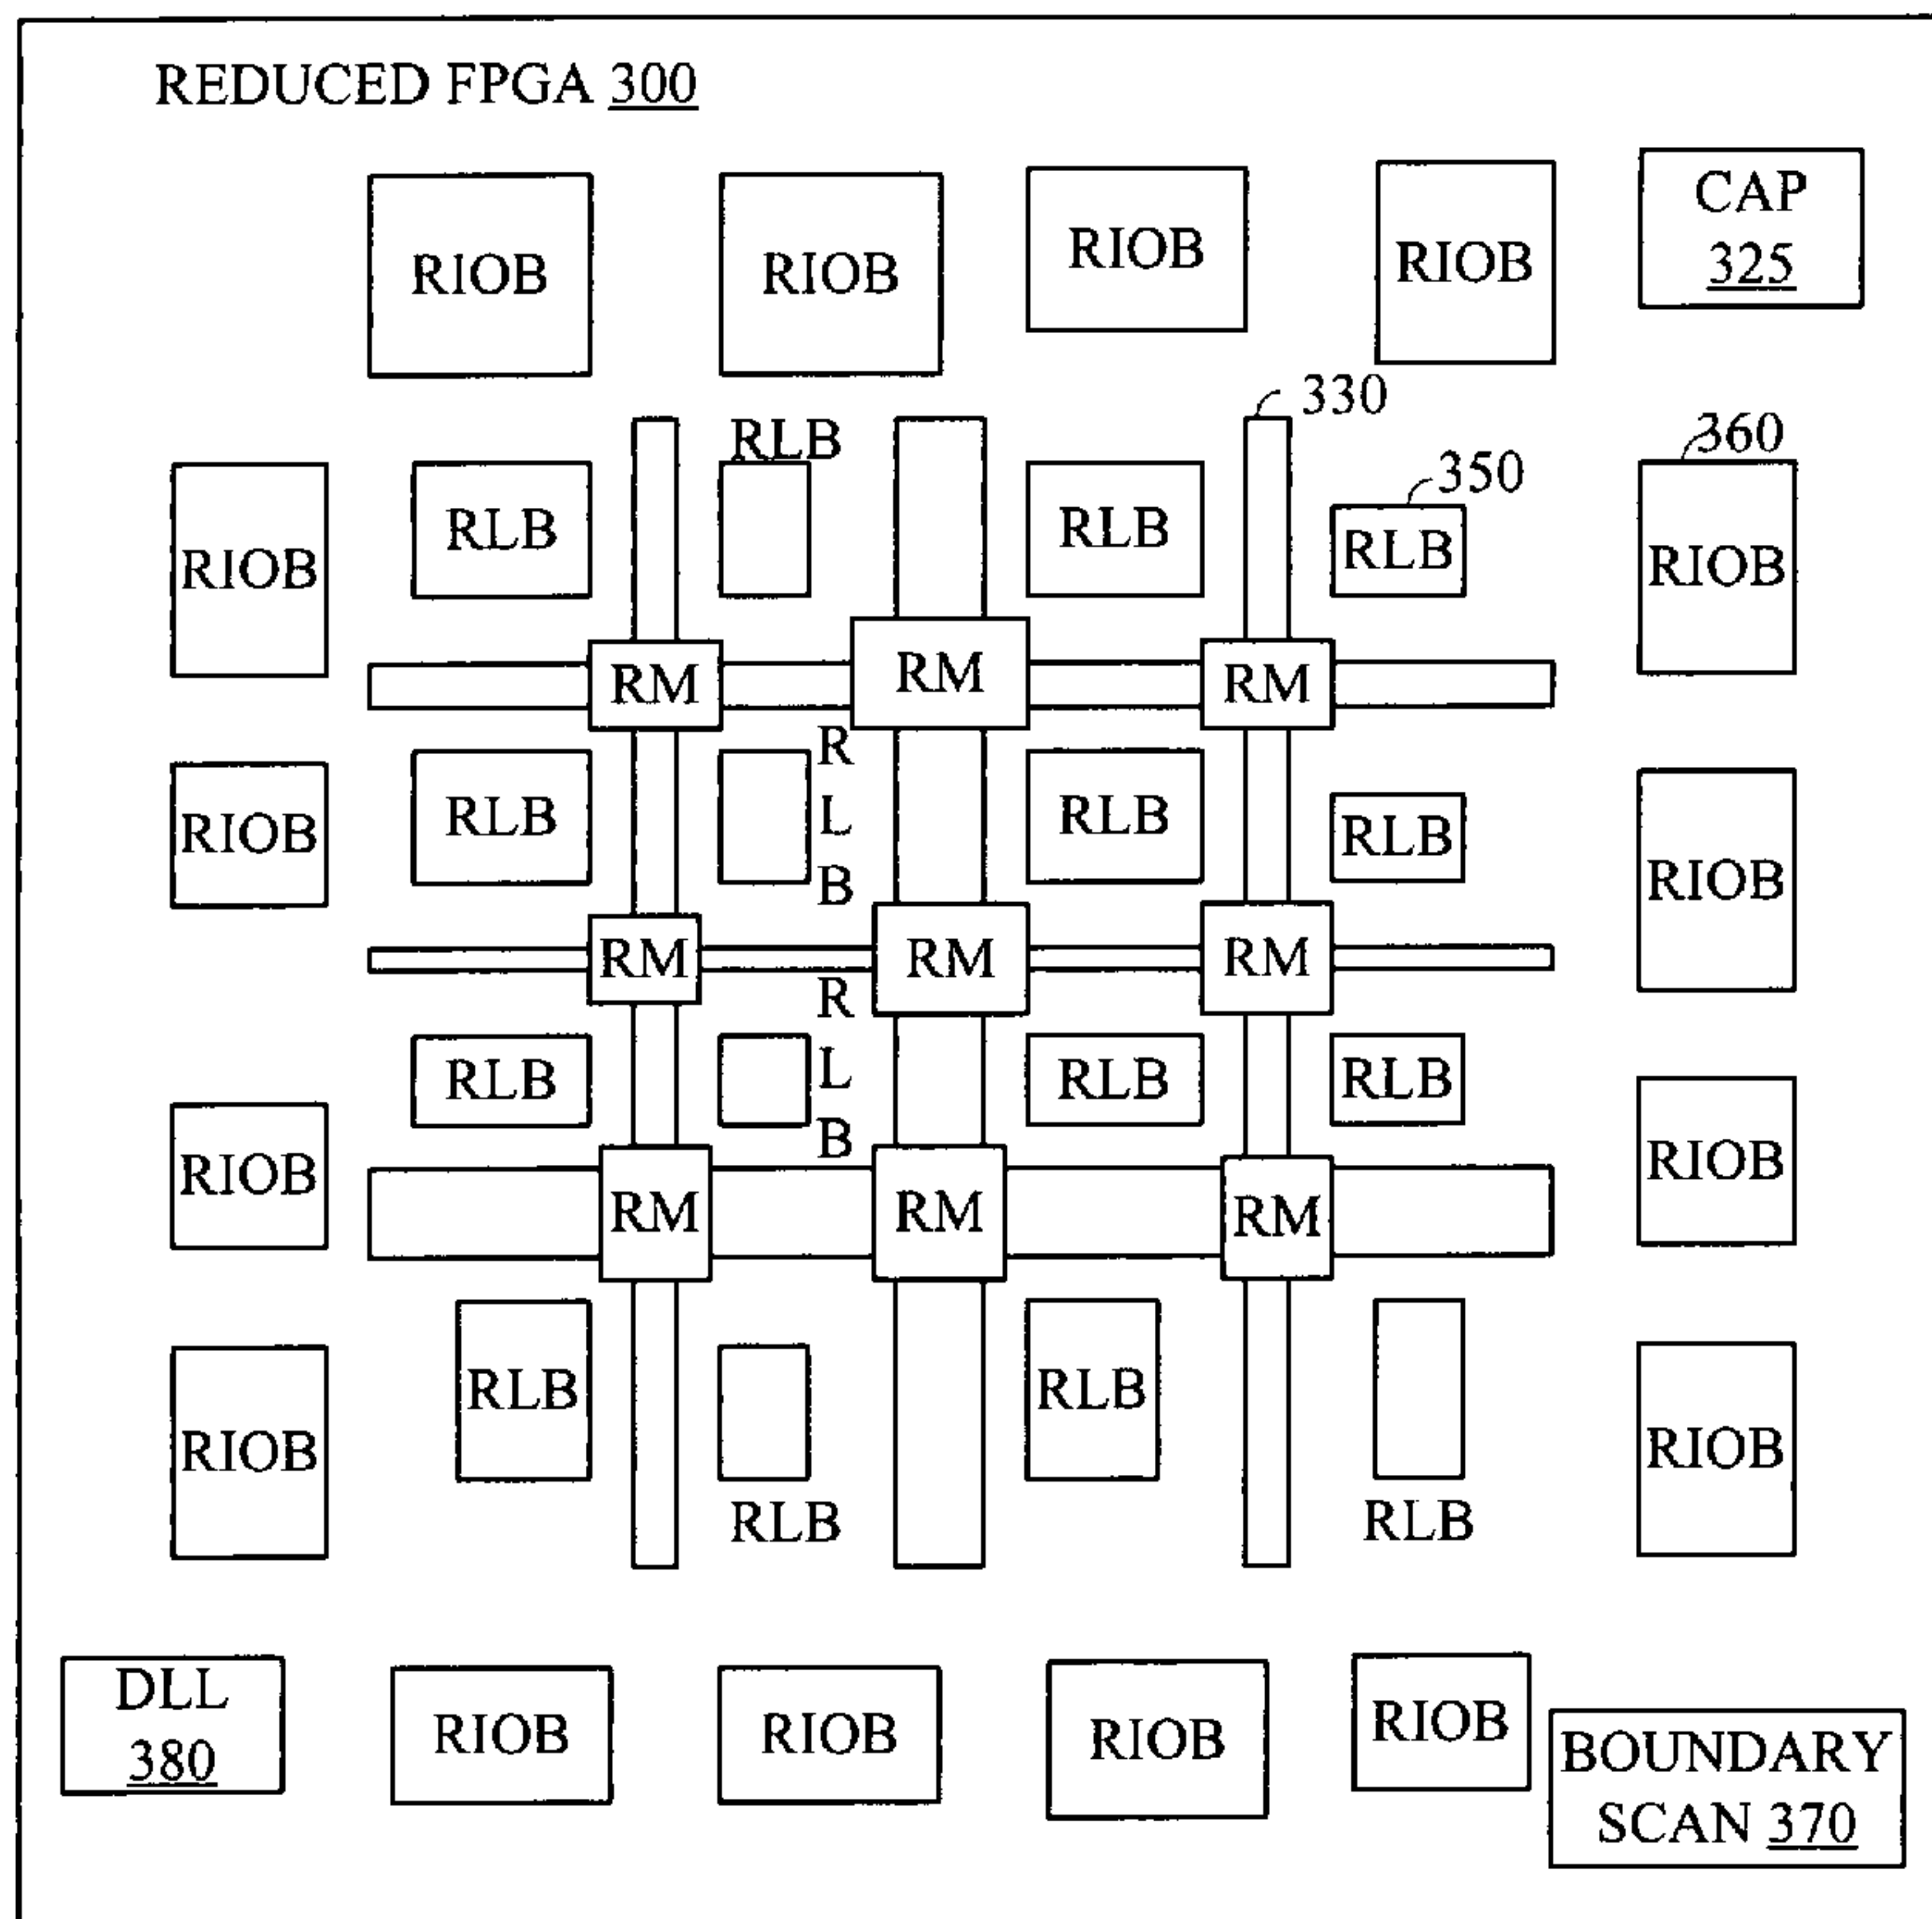 REDUCED FPGA 300
CAP
325
RIOB
RIOB
RIOB
RIOB
330
360
350
RLB
RIOB
RLB
RLB
RLB
RIOB
RM
RM
RM
RIOB
RLB
R
L
B
RLB
RLB
RIOB
RM
RM
RM
RLB
R
L
B
RLB
RLB
RIOB
RIOB
RM
RM
RM
RIOB
RLB
RLB
RIOB
RLB
RLB
DLL
380
RIOB
RIOB
RIOB
RIOB
BOUNDARY
SCAN 370